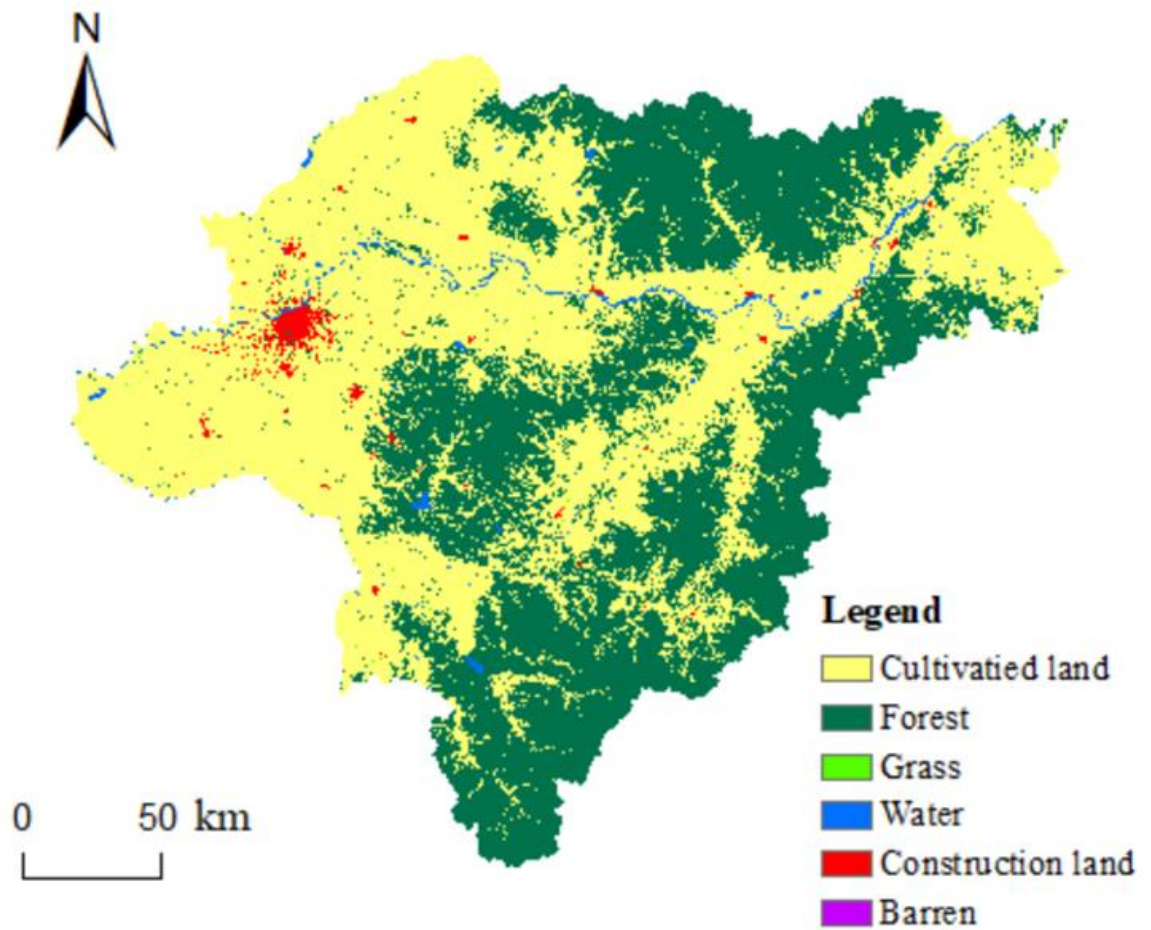 N
Legend
Cultivatied land
Forest
Grass
Water
Construction land
Barren
0 50 km